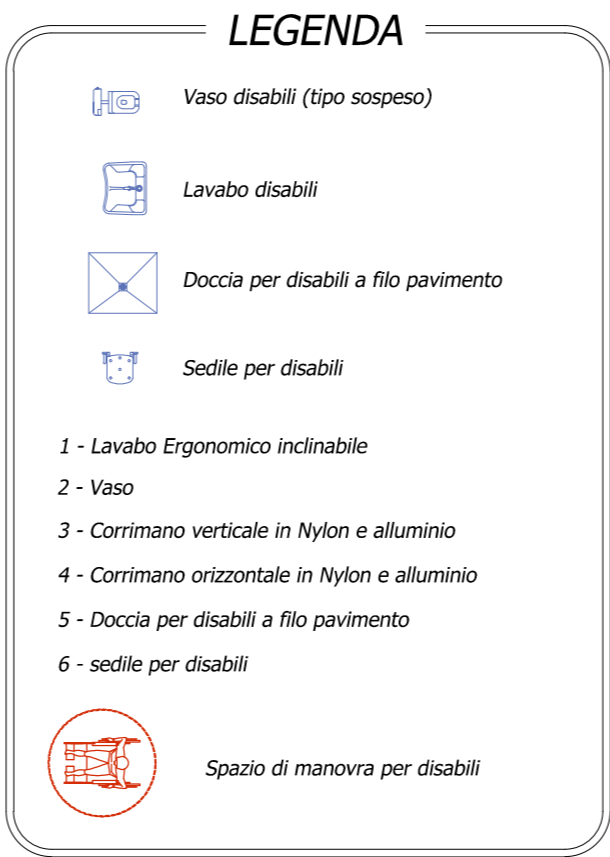 LEGENDA
Vaso disabili (tipo sospeso)
Lavabo disabili
Doccia per disabili a filo pavimento
Sedile per disabili
1 - Lavabo Ergonomico inclinabile
2 - Vaso
3 - Corrimano verticale in Nylon e alluminio
4 - Corrimano orizzontale in Nylon e alluminio
5 - Doccia per disabili a filo pavimento
6 - sedile per disabili
Spazio di manovra per disabili